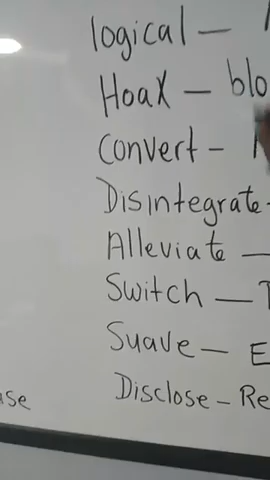 logical –
Hoax – blo
Convert –
Disintegrate -
Alleviate –
Switch –
Suave – E
Disclose – Re
ase